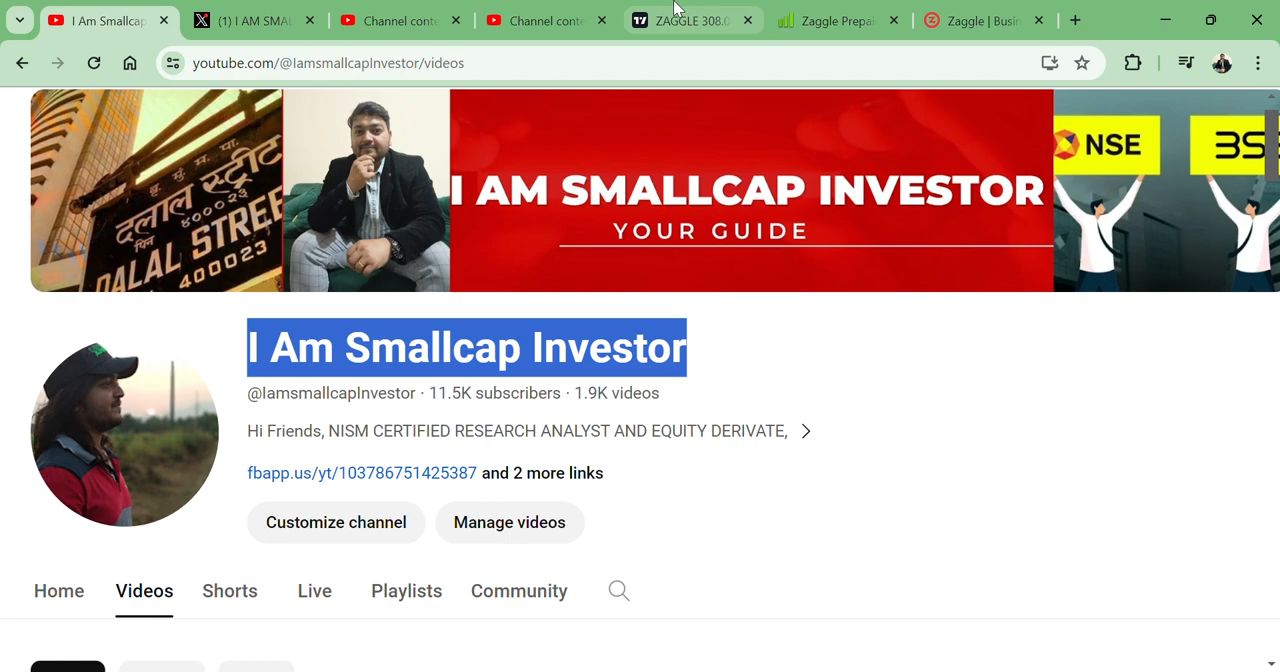 I Am Smallcap
(1) I AM SMAL
Channel conte
Channel conte
ZAGGLE 308.0
Zaggle Prepai
Zaggle | Busin
youtube.com/@IamsmallcapInvestor/videos
दलाल स्ट्रीट
पिन ४०००२३
DALAL STREE
400023
I AM SMALLCAP INVESTOR
YOUR GUIDE
NSE
BS
I Am Smallcap Investor
@IamsmallcapInvestor · 11.5K subscribers · 1.9K videos
Hi Friends, NISM CERTIFIED RESEARCH ANALYST AND EQUITY DERIVATE,
fbapp.us/yt/103786751425387 and 2 more links
Customize channel
Manage videos
Home
Videos
Shorts
Live
Playlists
Community